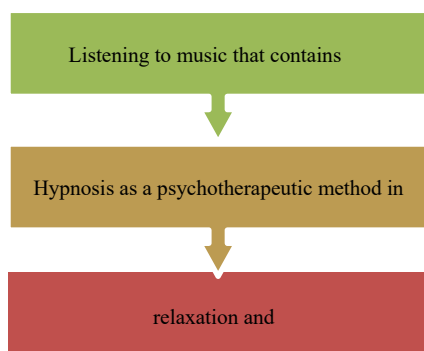 Listening to music that contains
Hypnosis as a psychotherapeutic method in
relaxation and